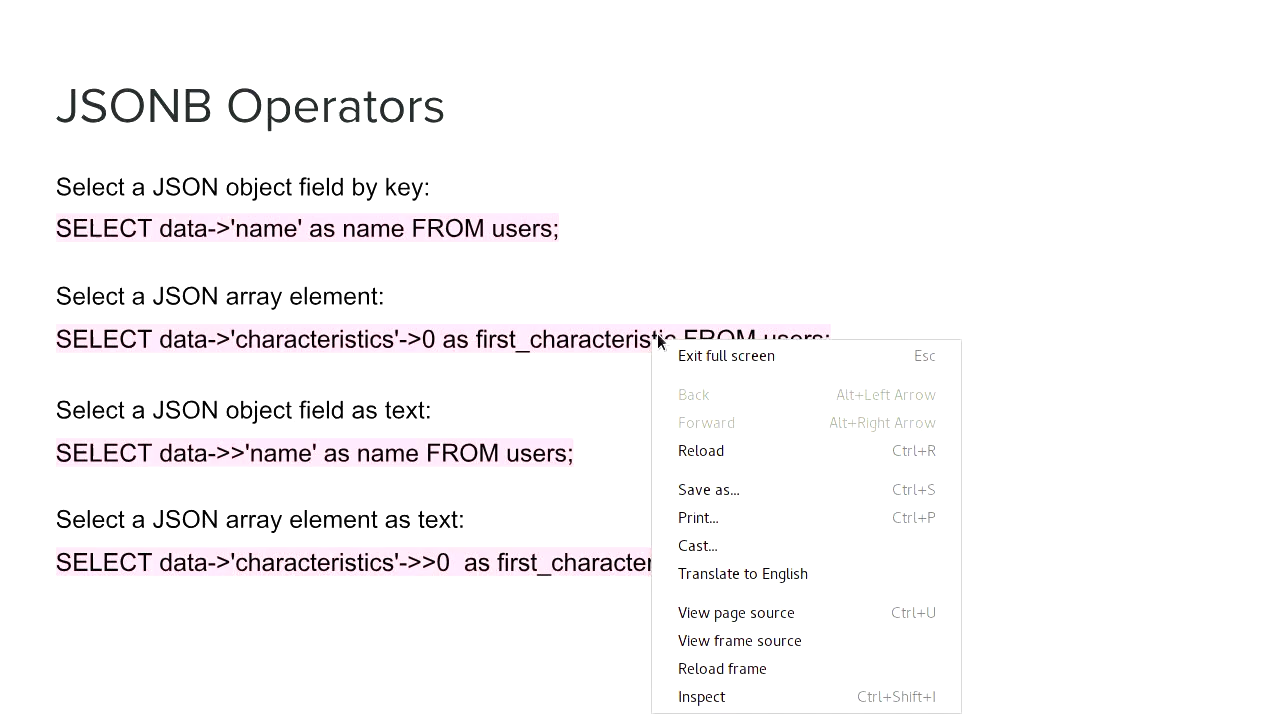 JSONB Operators
Select a JSON object field by key:
SELECT data->'name' as name FROM users;
Select a JSON array element:
SELECT data->'characteristics'->0 as first_characteristic FROM users;
Select a JSON object field as text:
SELECT data->>'name' as name FROM users;
Select a JSON array element as text:
SELECT data->'characteristics'->>0  as first_character
Exit full screen Esc
Back Alt+Left Arrow
Forward Alt+Right Arrow
Reload Ctrl+R
Save as... Ctrl+S
Print... Ctrl+P
Cast...
Translate to English
View page source Ctrl+U
View frame source
Reload frame
Inspect Ctrl+Shift+I